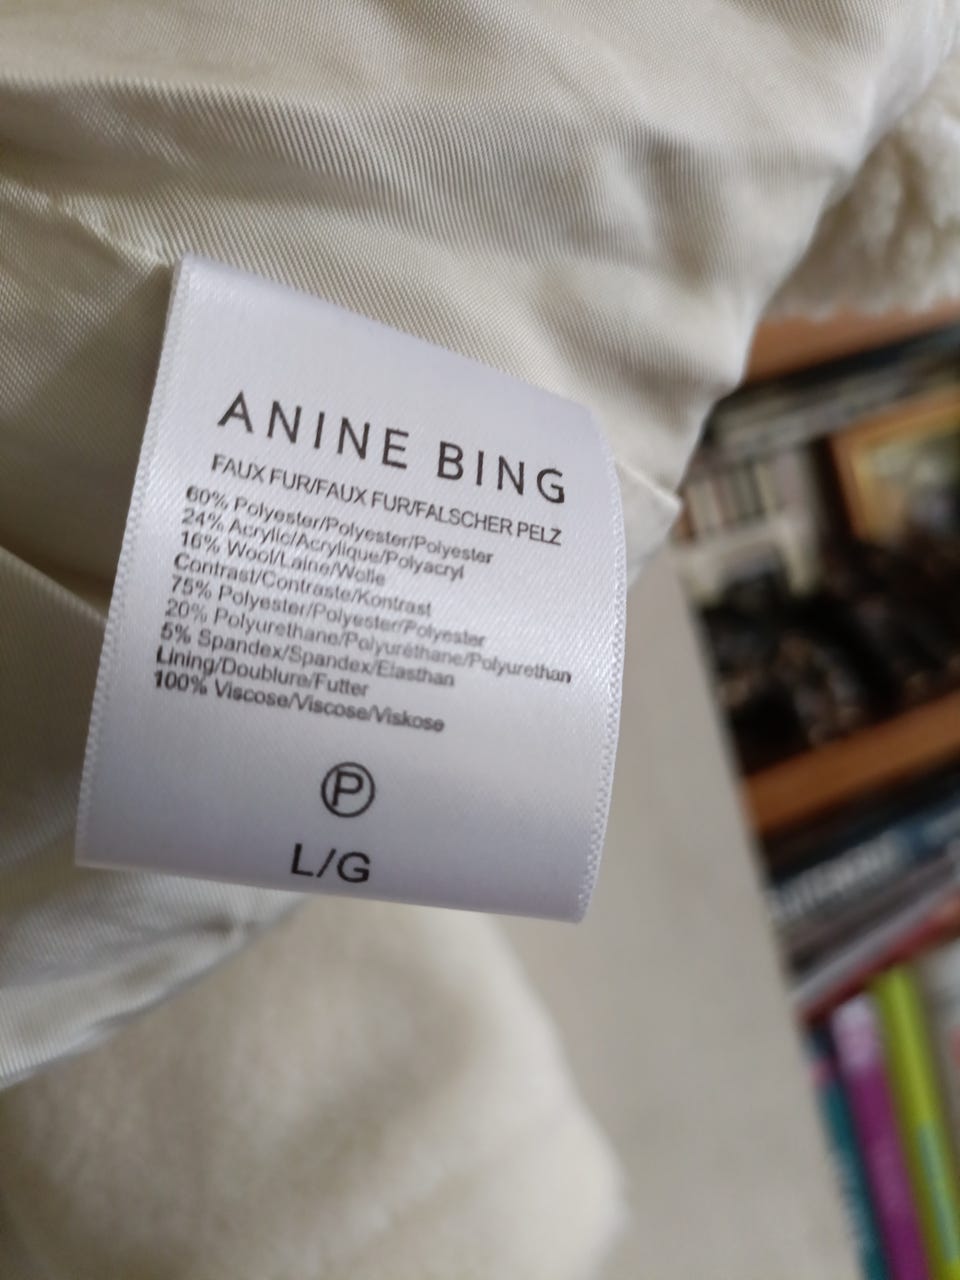 ANINE BING
FAUX FUR/FAUX FUR/FALSCHER PELZ
60% Polyester/Polyester/Polyester
24% Acrylic/Acrylique/Polyacryl
16% Wool/Laine/Wolle
Contrast/Contraste/Kontrast
75% Polyester/Polyester/Polyester
20% Polyurethane/Polyuréthane/Polyurethan
5% Spandex/Spandex/Elasthan
Lining/Doublure/Futter
100% Viscose/Viscose/Viskose
P
L/G